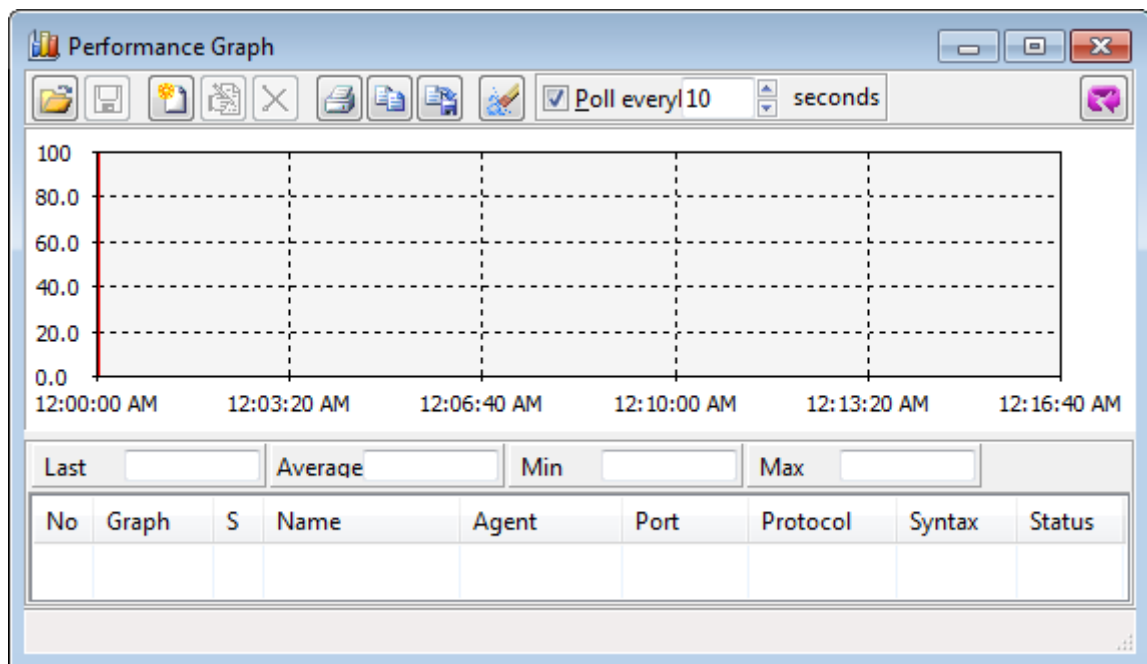 Performance Graph
Poll every 10 seconds
100
80.0
60.0
40.0
20.0
0.0
12:00:00 AM 12:03:20 AM 12:06:40 AM 12:10:00 AM 12:13:20 AM 12:16:40 AM
Last Average Min Max
No Graph S Name Agent Port Protocol Syntax Status